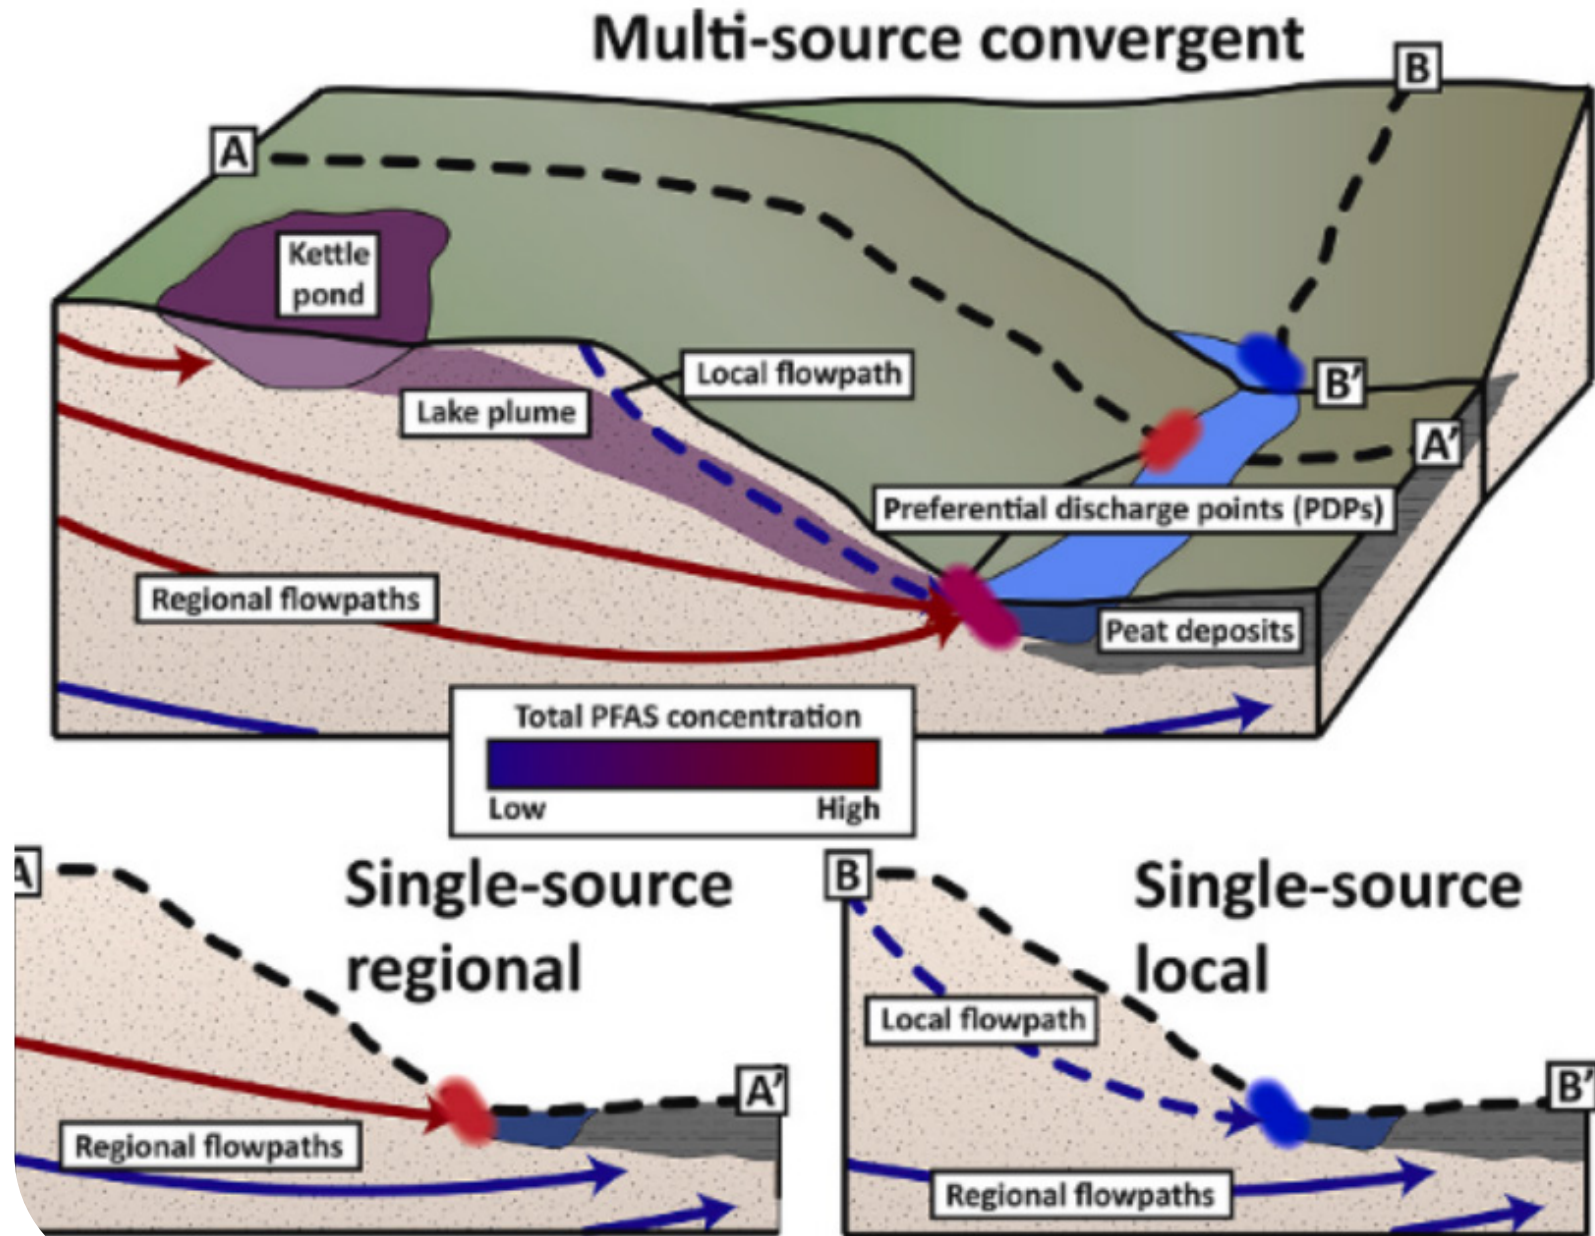 Multi-source convergent
B
A
Kettle
pond
Local flowpath
B'
Lake plume
A'
Preferential discharge points (PDPs)
Regional flowpaths
Peat deposits
Total PFAS concentration
Low High
A
Single-source
regional
A'
Regional flowpaths
B
Single-source
local
Local flowpath
B'
Regional flowpaths